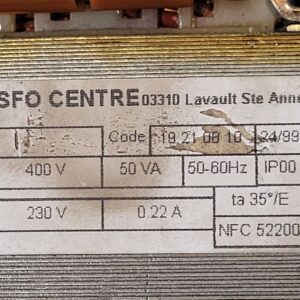 SFO CENTRE 03310 Lavault Ste Anne
Code 19 21 08 10 24/99
400 V 50 VA 50-60Hz IP00
230 V 0.22 A ta 35°/E
NFC 52200